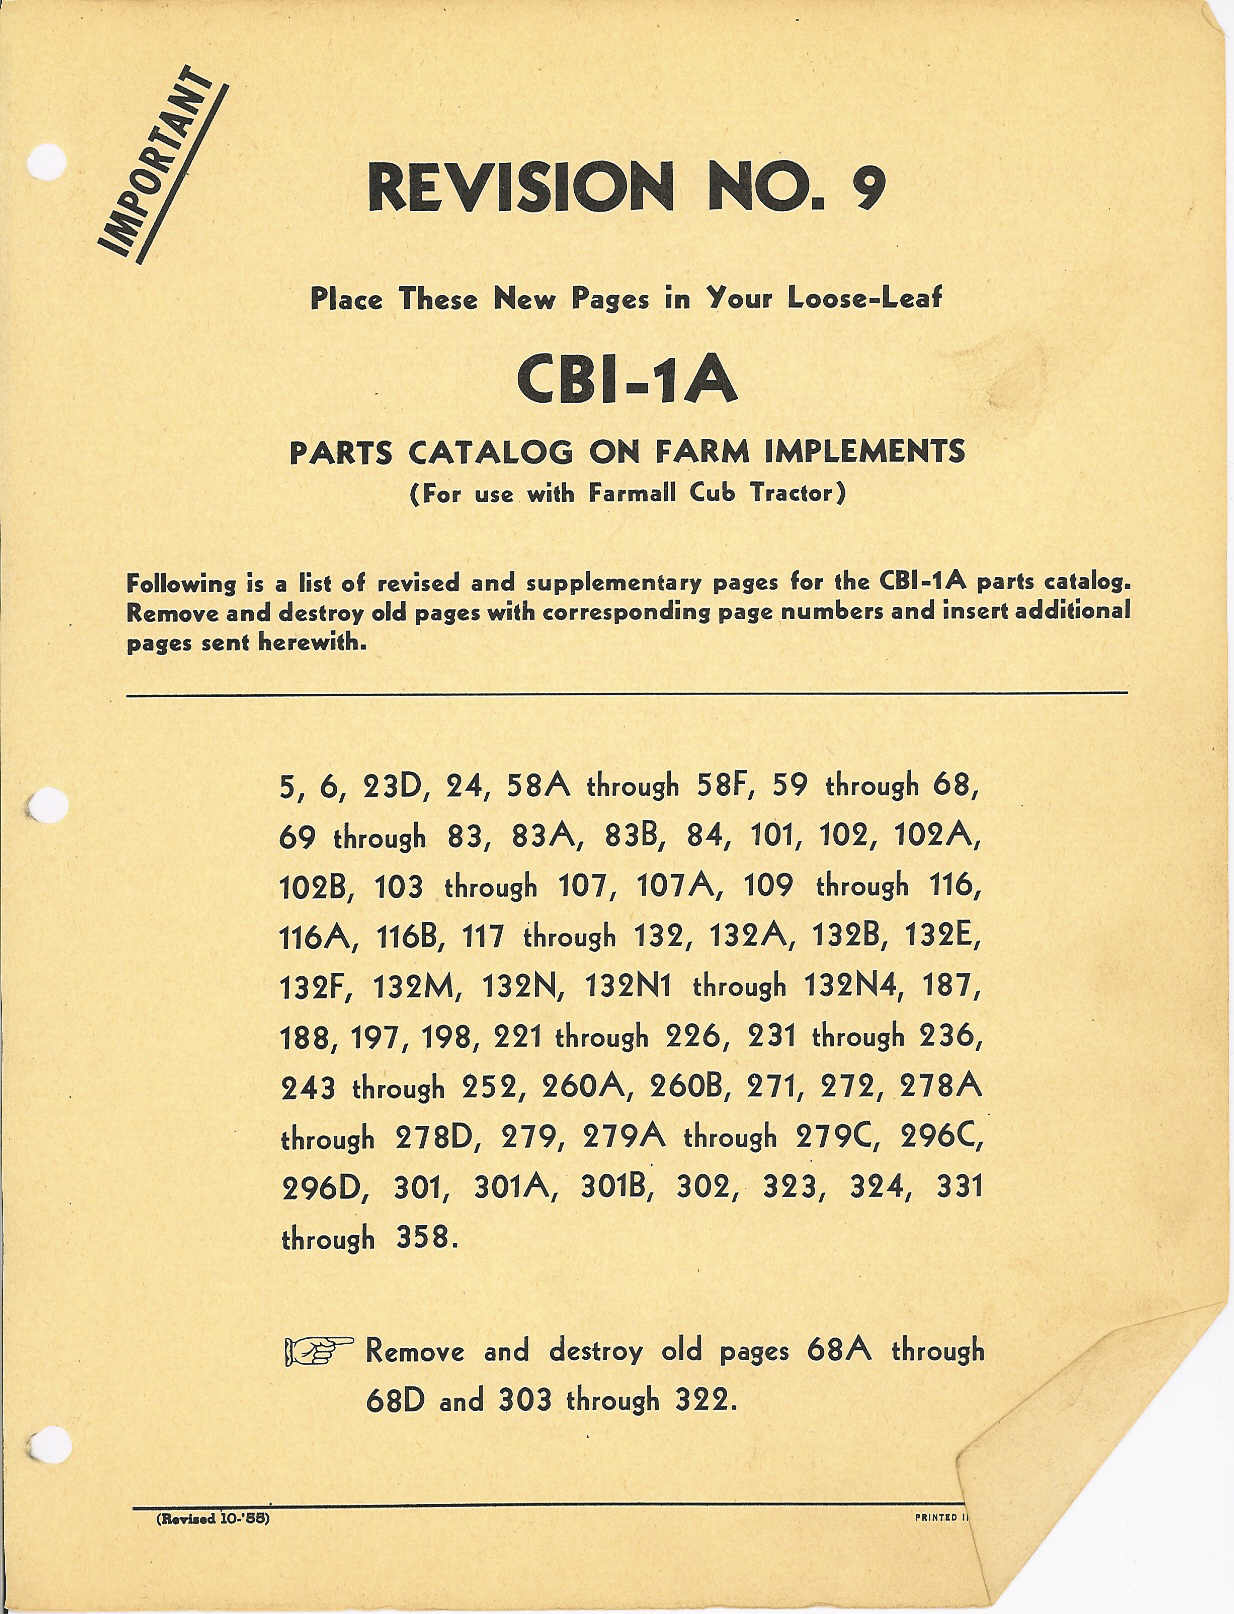 IMPORTANT
REVISION NO. 9
Place These New Pages in Your Loose-Leaf
CBI-1A
PARTS CATALOG ON FARM IMPLEMENTS
(For use with Farmall Cub Tractor)
Following is a list of revised and supplementary pages for the CBI-1A parts catalog.
Remove and destroy old pages with corresponding page numbers and insert additional
pages sent herewith.
5, 6, 23D, 24, 58A through 58F, 59 through 68,
69 through 83, 83A, 83B, 84, 101, 102, 102A,
102B, 103 through 107, 107A, 109 through 116,
116A, 116B, 117 through 132, 132A, 132B, 132E,
132F, 132M, 132N, 132N1 through 132N4, 187,
188, 197, 198, 221 through 226, 231 through 236,
243 through 252, 260A, 260B, 271, 272, 278A
through 278D, 279, 279A through 279C, 296C,
296D, 301, 301A, 301B, 302, 323, 324, 331
through 358.
Remove and destroy old pages 68A through
68D and 303 through 322.
(Revised 10-'55)
PRINTED